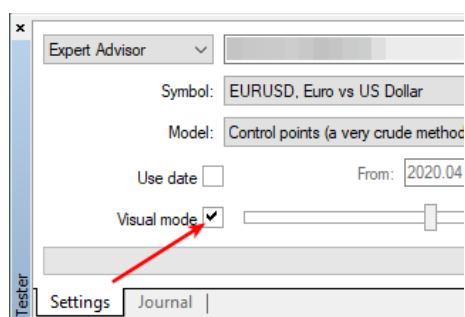 Expert Advisor
Symbol: EURUSD, Euro vs US Dollar
Model: Control points (a very crude method
Use date From: 2020.04
Visual mode
Tester
Settings Journal